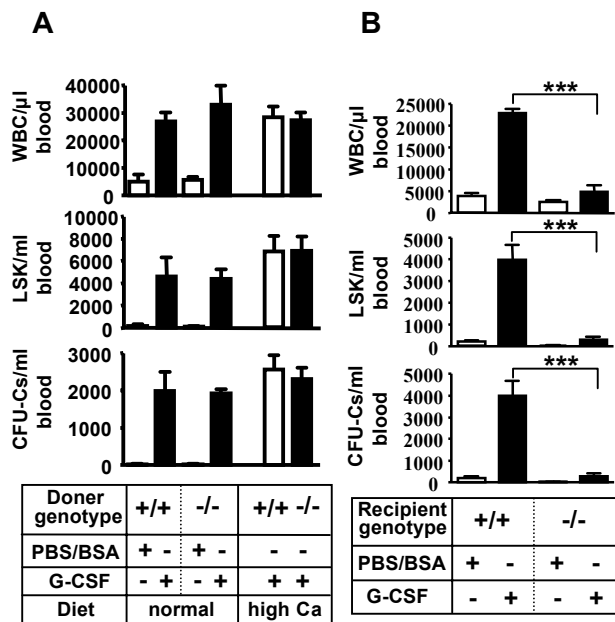 A
WBC/µl
blood
40000
30000
20000
10000
0
LSK/ml
blood
10000
8000
6000
4000
2000
0
CFU-Cs/ml
blood
3000
2000
1000
0
Doner
genotype
+/+ -/- +/+ -/-
PBS/BSA + - + - - -
G-CSF - + - + + +
Diet normal high Ca
B
WBC/µl
blood
25000
20000
15000
10000
5000
0
***
LSK/ml
blood
5000
4000
3000
2000
1000
0
***
CFU-Cs/ml
blood
5000
4000
3000
2000
1000
0
***
Recipient
genotype
+/+ -/-
PBS/BSA + - + -
G-CSF - + - +